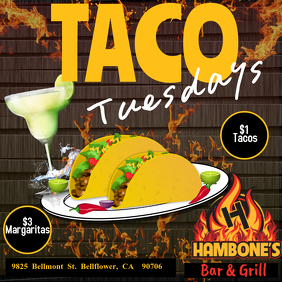 TACO
Tuesdays
$1
Tacos
$3
Margaritas
H
HAMBONE'S
Bar & Grill
9825 Bellmont St. Bellflower, CA 90706